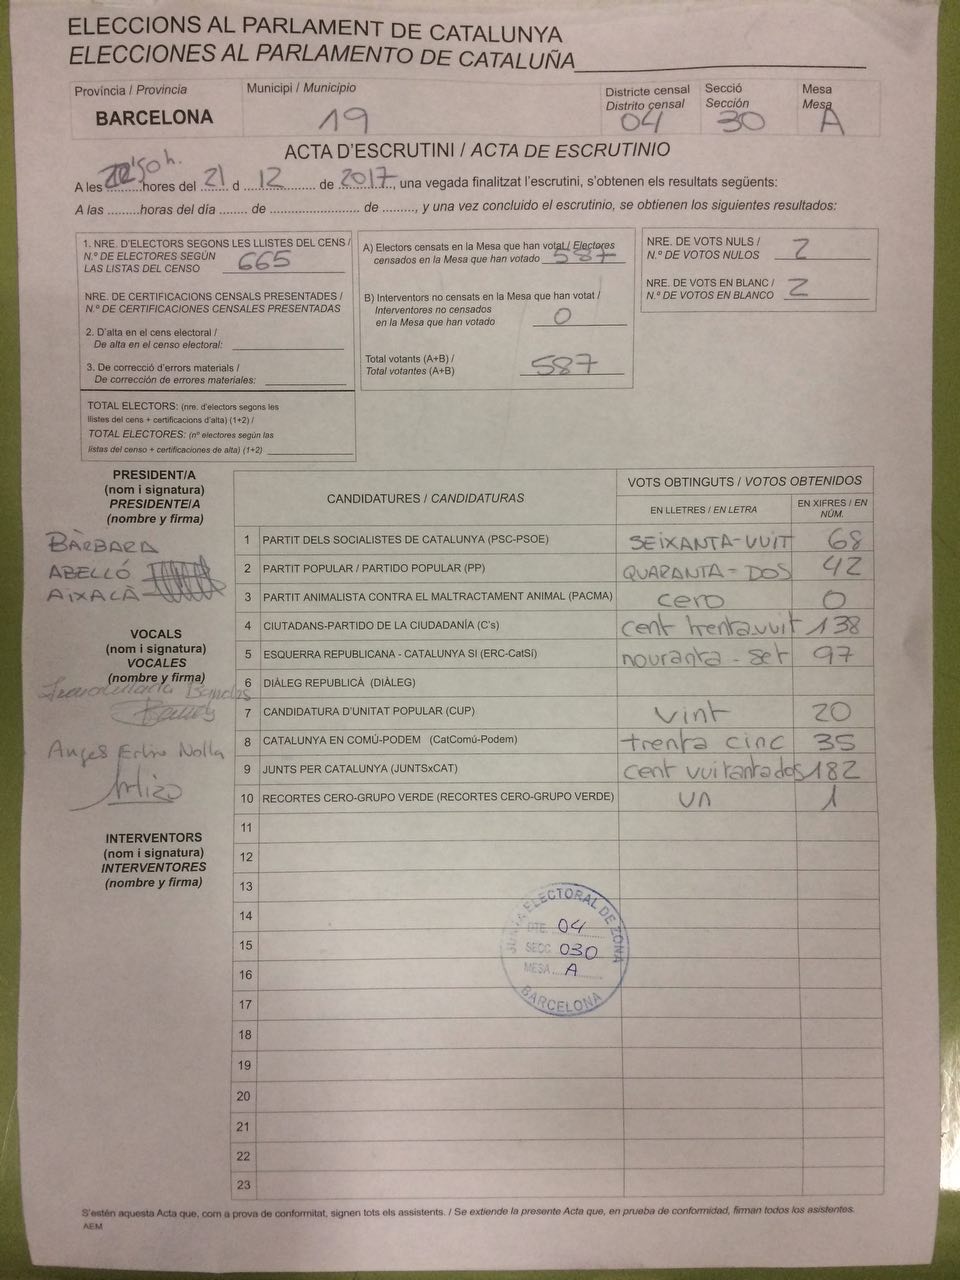 ELECCIONS AL PARLAMENT DE CATALUNYA
ELECCIONES AL PARLAMENTO DE CATALUÑA
Província / Provincia
BARCELONA
Municipi / Municipio
19
Districte censal
Distrito censal
04
Secció
Sección
30
Mesa
Mesa
A
ACTA D'ESCRUTINI / ACTA DE ESCRUTINIO
A les ........ hores del 21 d 12 de 2017, una vegada finalitzat l'escrutini, s'obtenen els resultats següents:
A las ......... horas del día ....... de ......................... de ........., y una vez concluido el escrutinio, se obtienen los siguientes resultados:
1. NRE. D'ELECTORS SEGONS LES LLISTES DEL CENS /
N.º DE ELECTORES SEGÚN
LAS LISTAS DEL CENSO 665
NRE. DE CERTIFICACIONS CENSALS PRESENTADES /
N.º DE CERTIFICACIONES CENSALES PRESENTADAS
2. D'alta en el cens electoral /
De alta en el censo electoral:
3. De correcció d'errors materials /
De corrección de errores materiales:
TOTAL ELECTORS: (nre. d'electors segons les
llistes del cens + certificacions d'alta) (1+2) /
TOTAL ELECTORES: (nº electores según las
listas del censo + certificaciones de alta) (1+2)
A) Electors censats en la Mesa que han votat / Electores
censados en la Mesa que han votado 587
B) Interventors no censats en la Mesa que han votat /
Interventores no censados
en la Mesa que han votado 0
Total votants (A+B) /
Total votantes (A+B) 587
NRE. DE VOTS NULS /
N.º DE VOTOS NULOS 2
NRE. DE VOTS EN BLANC /
N.º DE VOTOS EN BLANCO 2
PRESIDENT/A
(nom i signatura)
PRESIDENTE/A
(nombre y firma)
BÀRBARA
ABELLÓ
AIXALÀ
VOCALS
(nom i signatura)
VOCALES
(nombre y firma)
Anges Nolla
INTERVENTORS
(nom i signatura)
INTERVENTORES
(nombre y firma)
CANDIDATURES / CANDIDATURAS
VOTS OBTINGUTS / VOTOS OBTENIDOS
EN LLETRES / EN LETRA
EN XIFRES / EN
NÚM.
1 PARTIT DELS SOCIALISTES DE CATALUNYA (PSC-PSOE) SEIXANTA-VUIT 68
2 PARTIT POPULAR / PARTIDO POPULAR (PP) QUARANTA-DOS 42
3 PARTIT ANIMALISTA CONTRA EL MALTRACTAMENT ANIMAL (PACMA) cero 0
4 CIUTADANS-PARTIDO DE LA CIUDADANÍA (C's) cent trenta.vuit 138
5 ESQUERRA REPUBLICANA - CATALUNYA SI (ERC-CatSí) nouranta-set 97
6 DIÀLEG REPUBLICÀ (DIÀLEG)
7 CANDIDATURA D'UNITAT POPULAR (CUP) vint 20
8 CATALUNYA EN COMÚ-PODEM (CatComú-Podem) trenta cinc 35
9 JUNTS PER CATALUNYA (JUNTSxCAT) cent vuitantados 182
10 RECORTES CERO-GRUPO VERDE (RECORTES CERO-GRUPO VERDE) un 1
11
12
13
14
15
16
17
18
19
20
21
22
23
JUNTA ELECTORAL DE ZONA
DTE. 04
SECC. 030
MESA A
BARCELONA
S'estén aquesta Acta que, com a prova de conformitat, signen tots els assistents. / Se extiende la presente Acta que, en prueba de conformidad, firman todos los asistentes.
AEM